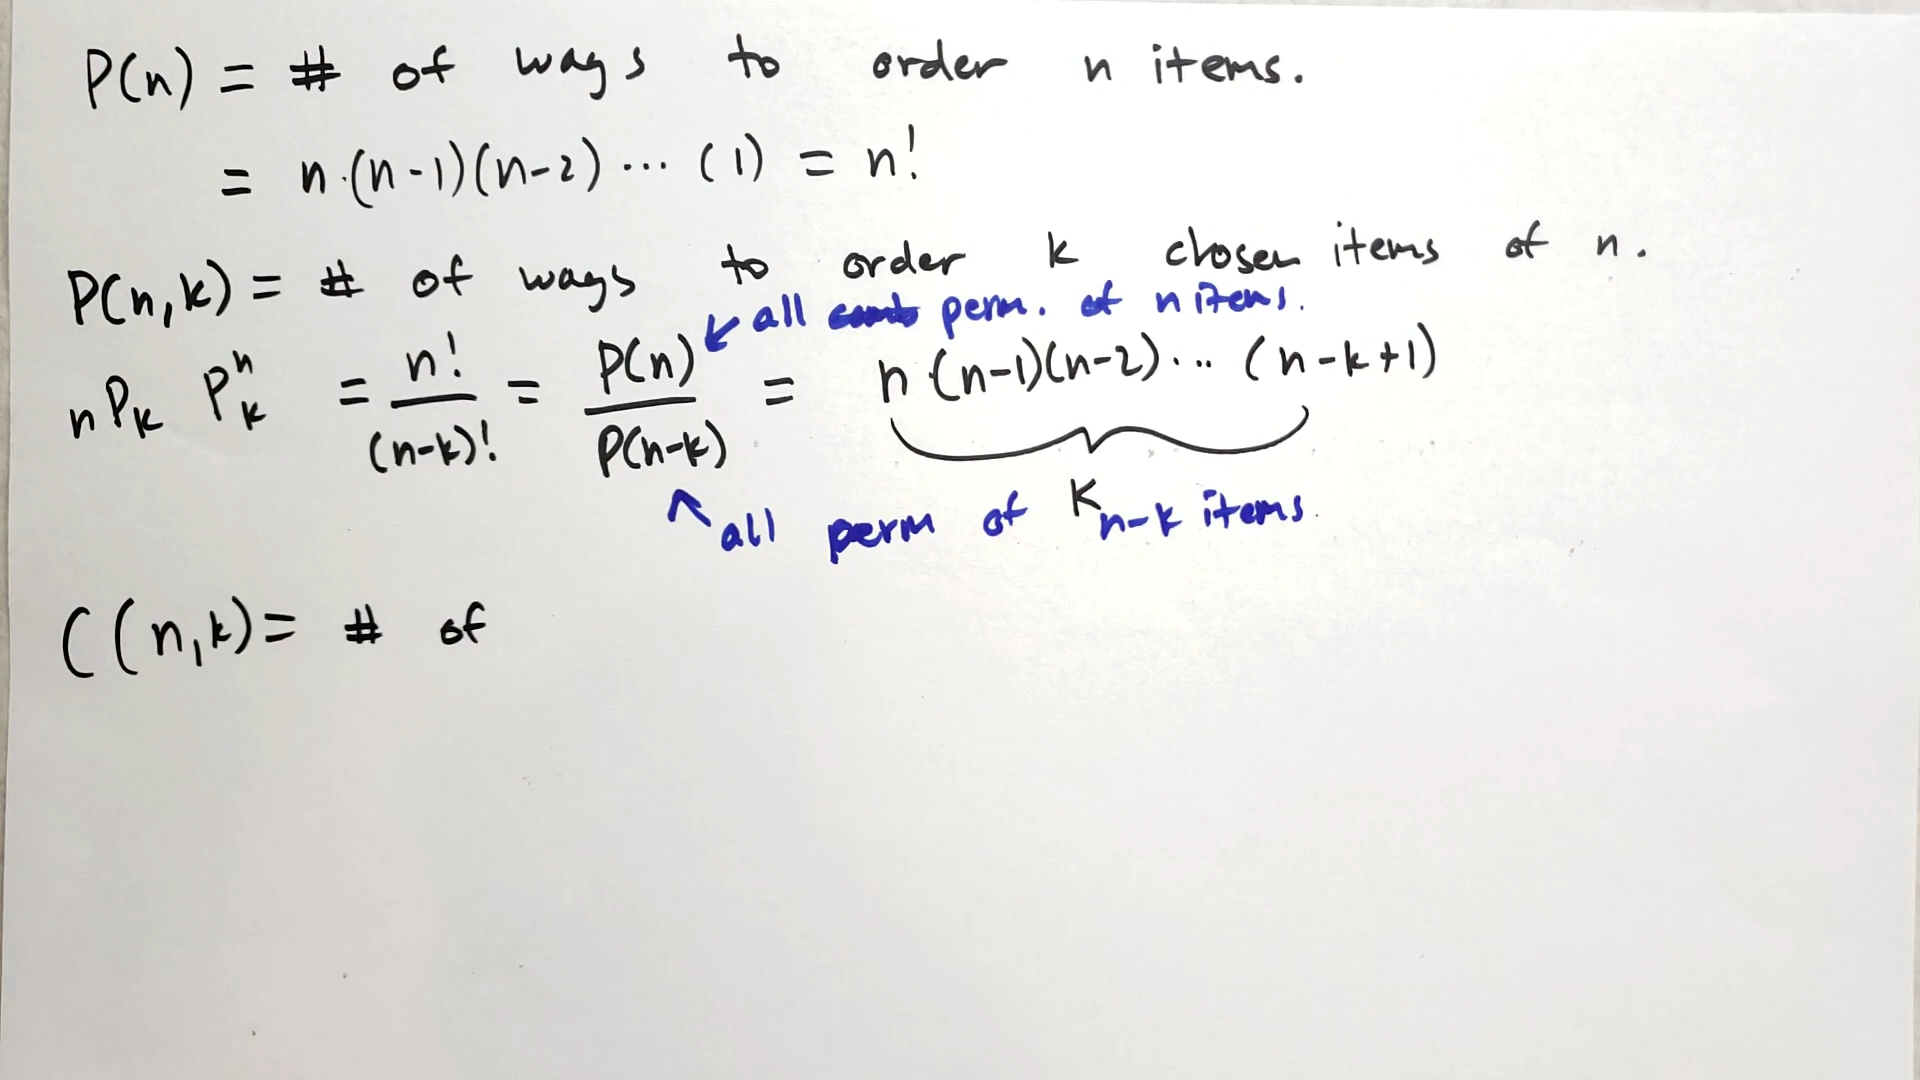 P(n) = # of ways to order n items.
= n·(n-1)(n-2)···(1) = n!
P(n,k) = # of ways to order k chosen items of n.
↙ all perm. of n items.
nPk P^n_k = n!/(n-k)! = P(n)/P(n-k) = n·(n-1)(n-2)···(n-k+1)
K
↖ all perm of n-k items.
C(n,k) = # of